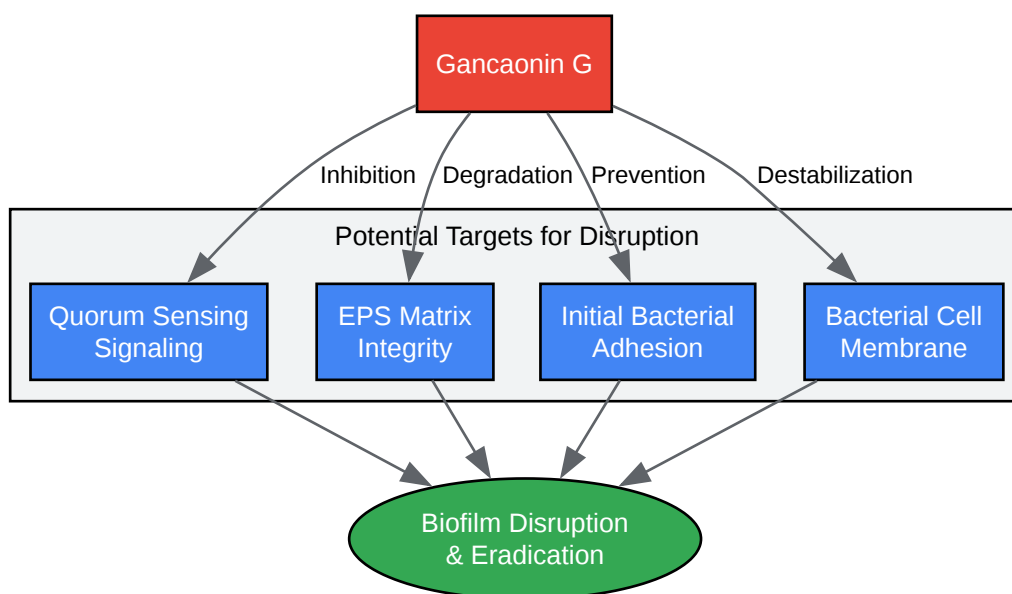 Gancaonin G
Inhibition
Degradation
Prevention
Destabilization
Potential Targets for Disruption
Quorum Sensing
Signaling
EPS Matrix
Integrity
Initial Bacterial
Adhesion
Bacterial Cell
Membrane
Biofilm Disruption
& Eradication